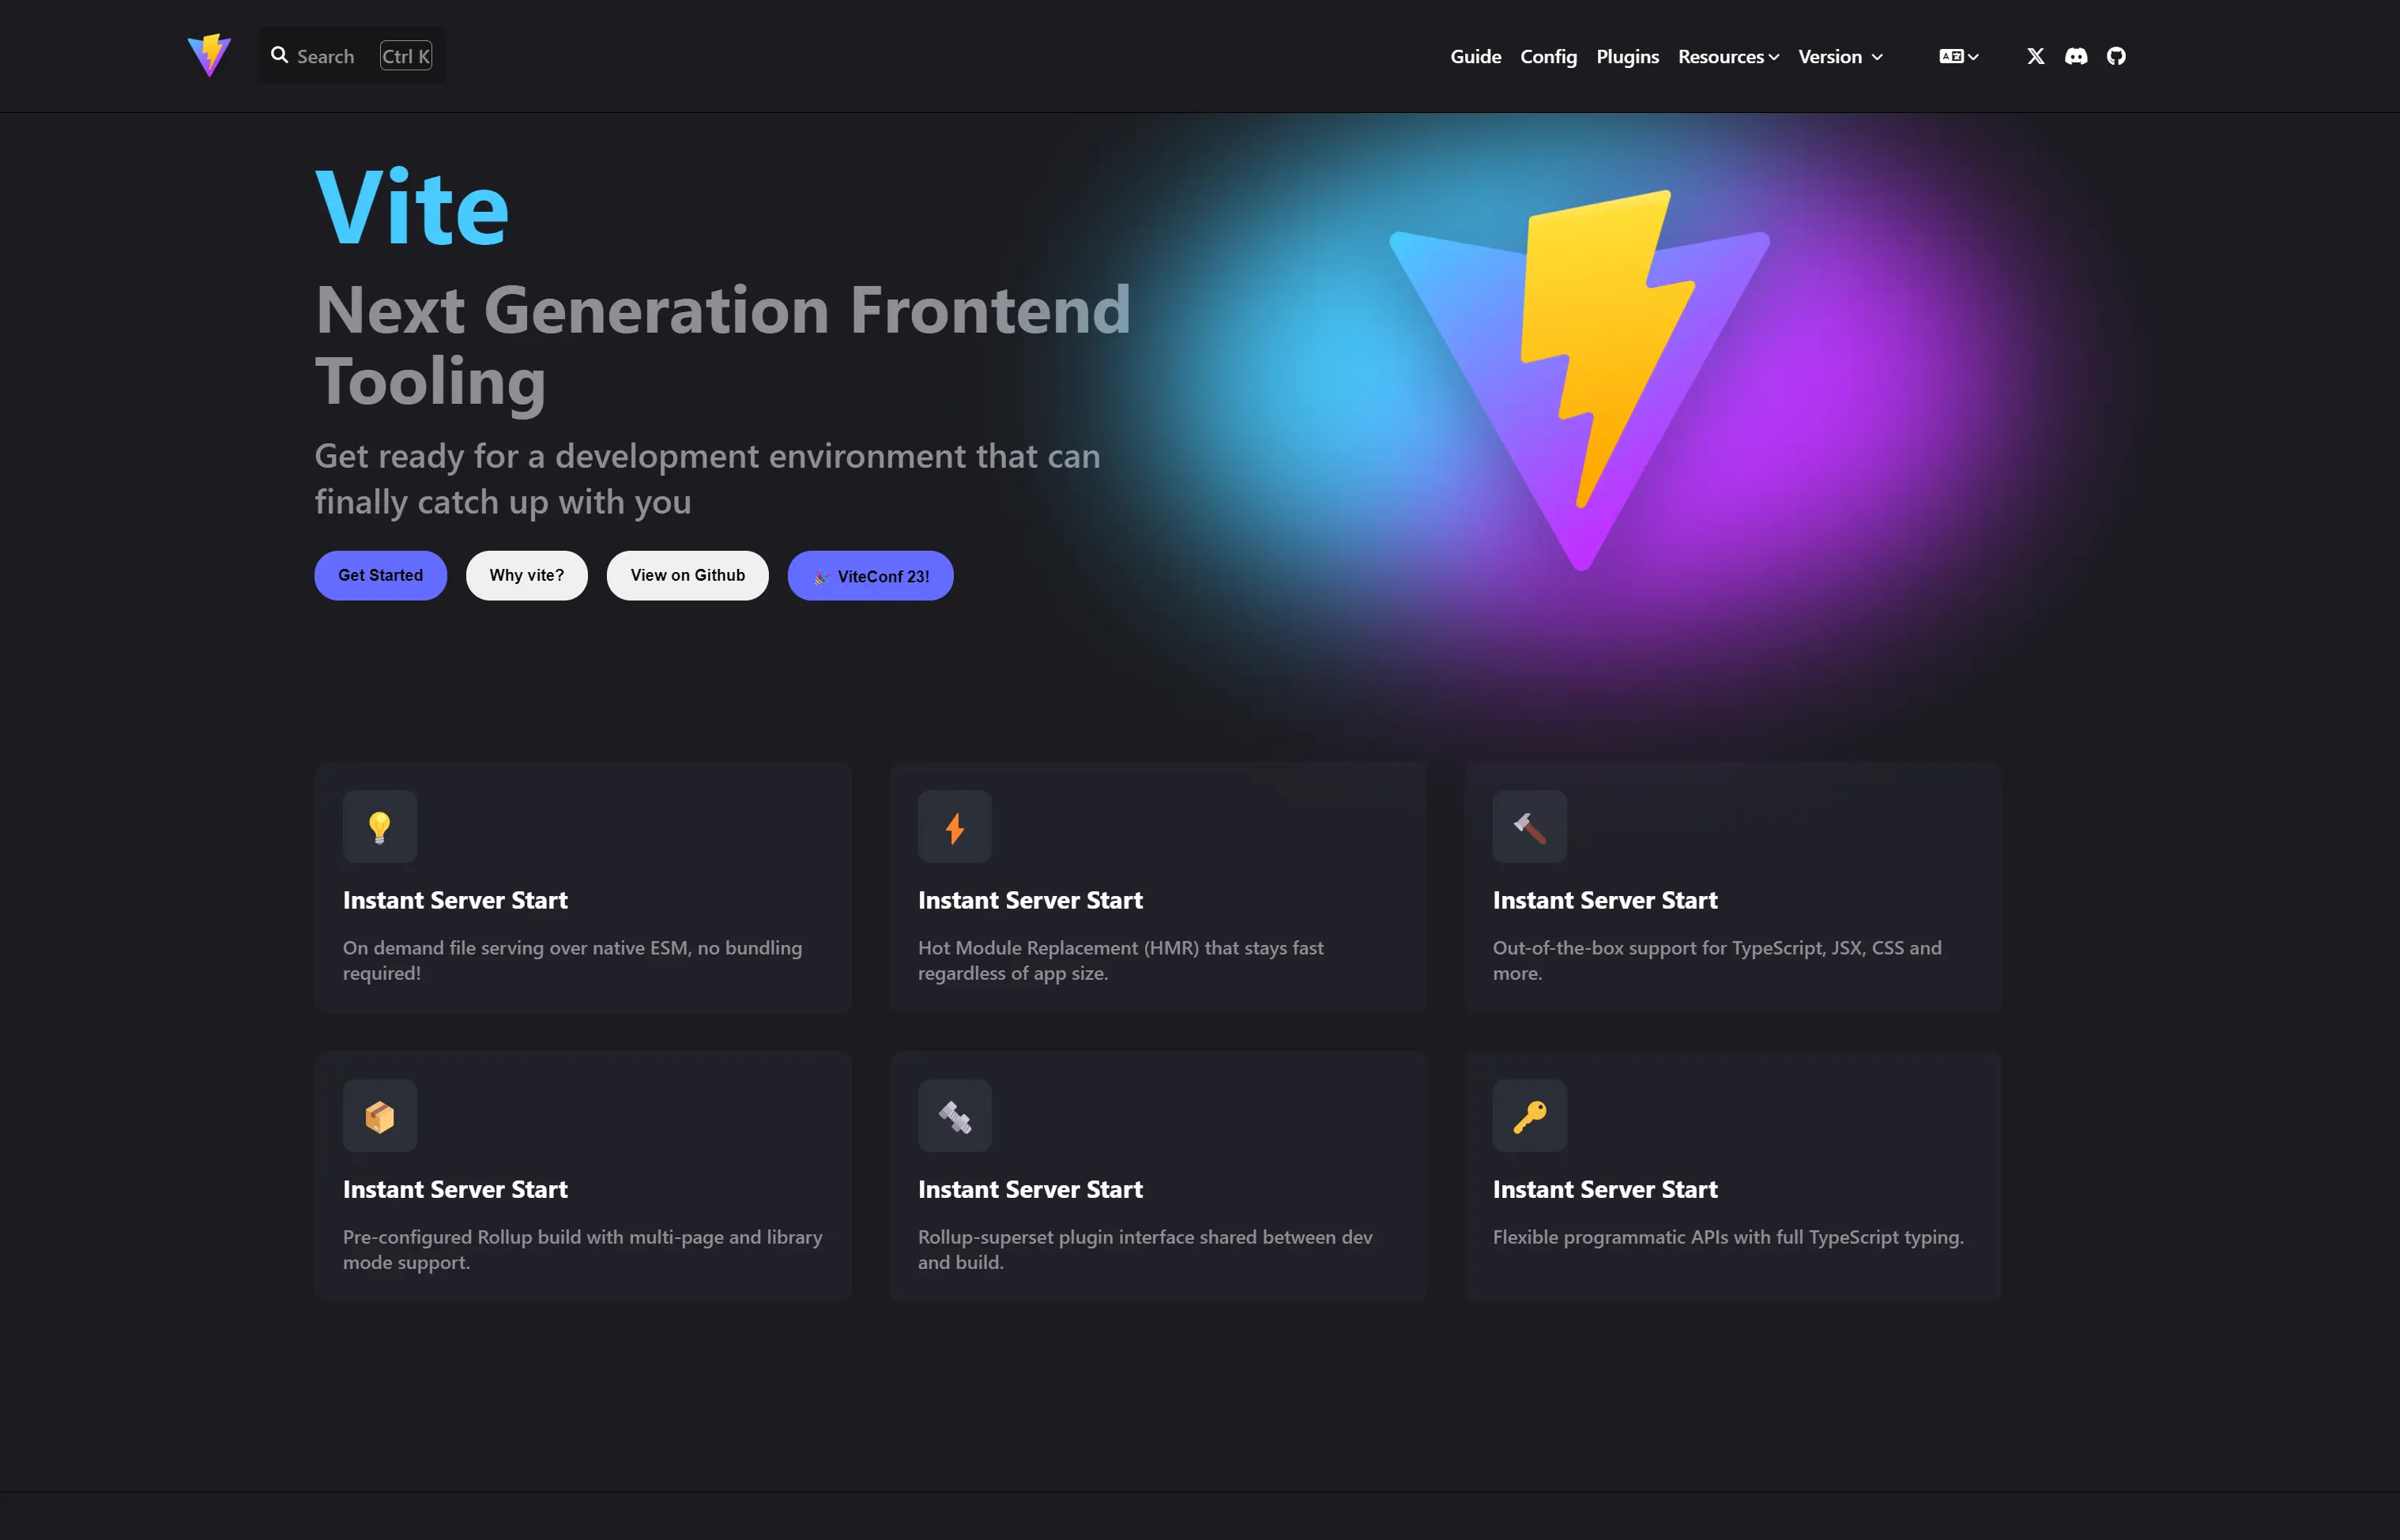 Search Ctrl K
Guide Config Plugins Resources Version
Vite
Next Generation Frontend
Tooling
Get ready for a development environment that can
finally catch up with you
Get Started
Why vite?
View on Github
🎉 ViteConf 23!
Instant Server Start
On demand file serving over native ESM, no bundling
required!
Instant Server Start
Hot Module Replacement (HMR) that stays fast
regardless of app size.
Instant Server Start
Out-of-the-box support for TypeScript, JSX, CSS and
more.
Instant Server Start
Pre-configured Rollup build with multi-page and library
mode support.
Instant Server Start
Rollup-superset plugin interface shared between dev
and build.
Instant Server Start
Flexible programmatic APIs with full TypeScript typing.